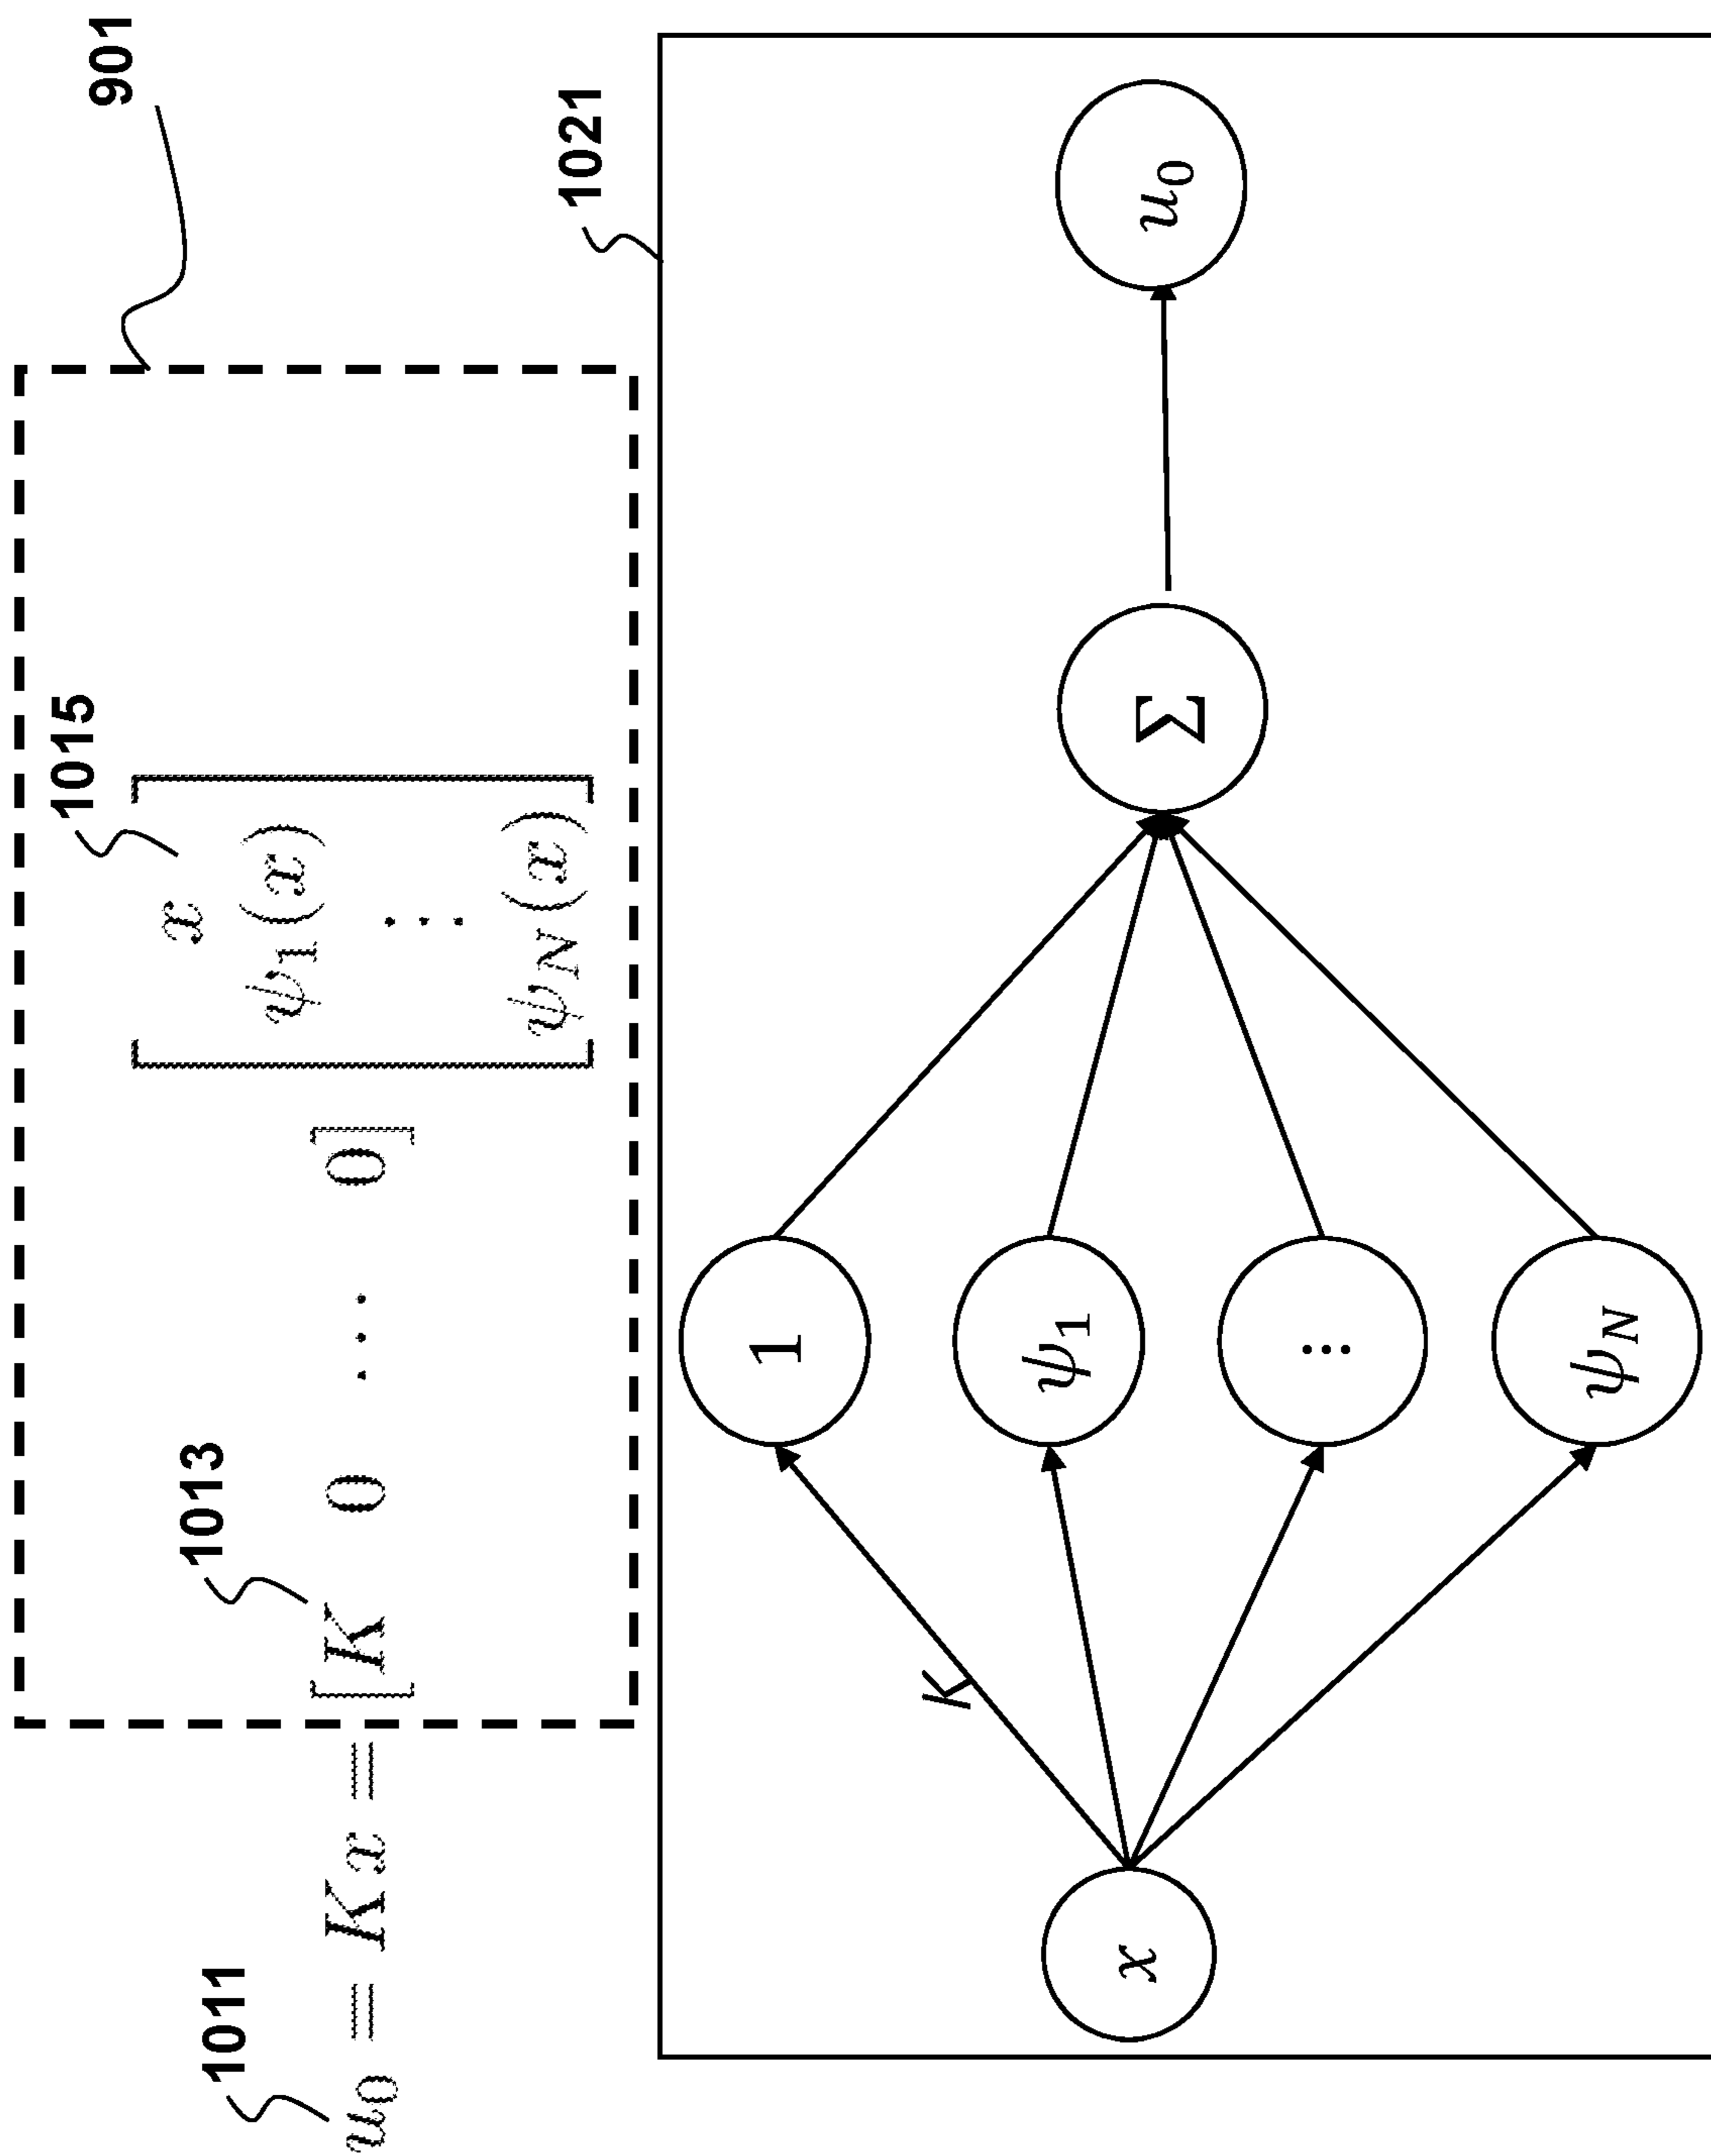 901
1011
1013
1015
u₀ = Kx = [K 0 ⋯ 0] [x
ψ₁(x)
⋮
ψ_N(x)]
1021
K
x
1
ψ₁
⋮
ψ_N
Σ
u₀